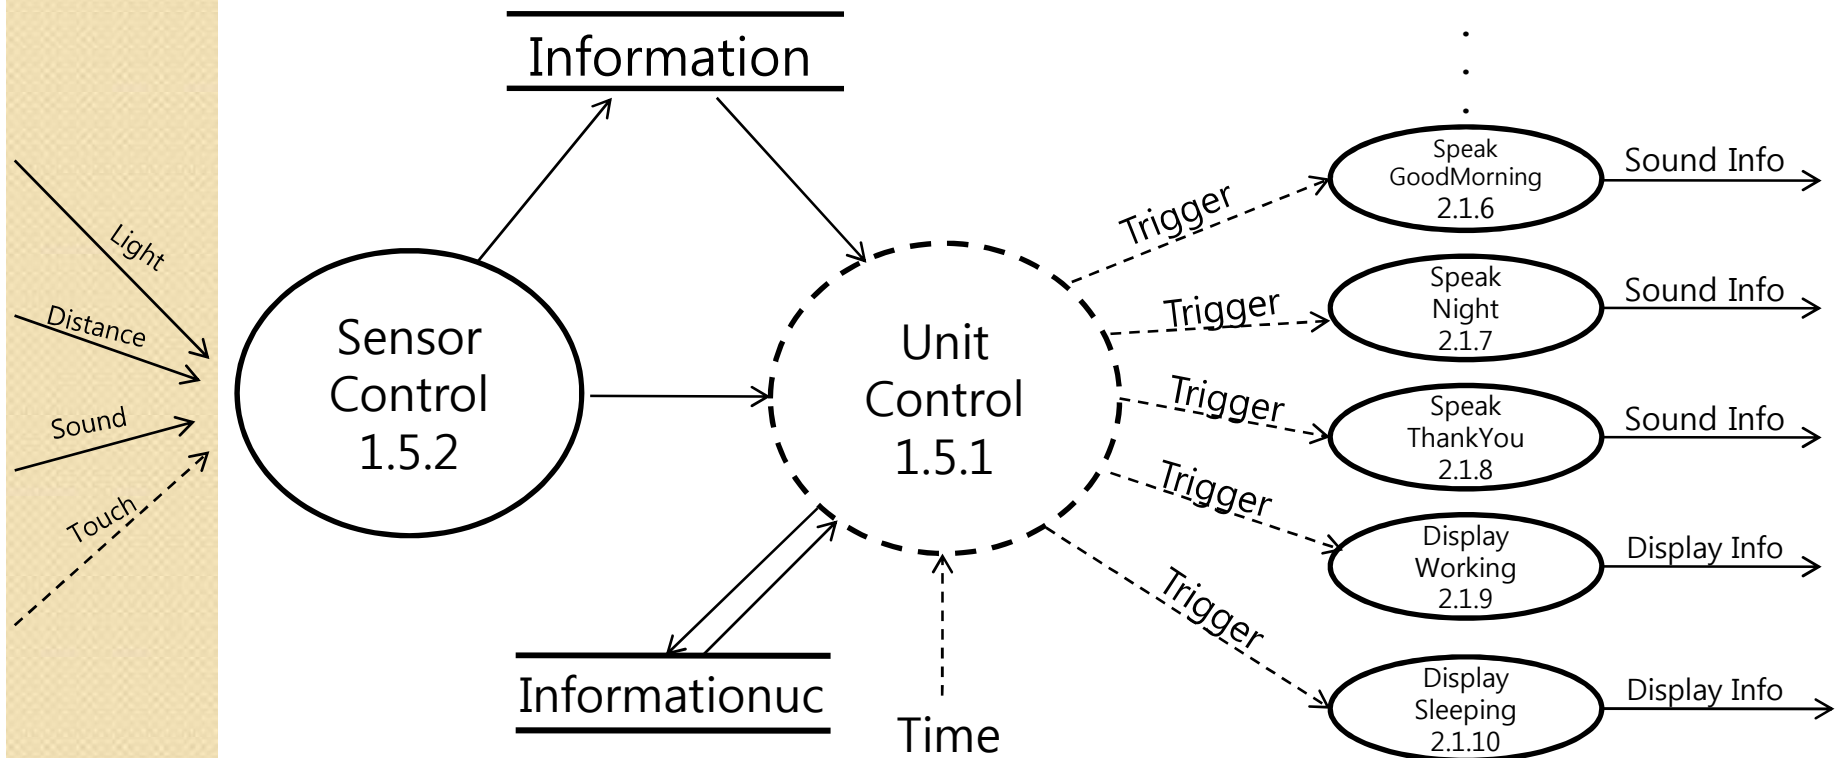 Information
Light
Distance
Sound
Touch
Sensor
Control
1.5.2
Unit
Control
1.5.1
Informationuc
Time
Trigger
Trigger
Trigger
Trigger
Trigger
Speak
GoodMorning
2.1.6
Sound Info
Speak
Night
2.1.7
Sound Info
Speak
ThankYou
2.1.8
Sound Info
Display
Working
2.1.9
Display Info
Display
Sleeping
2.1.10
Display Info